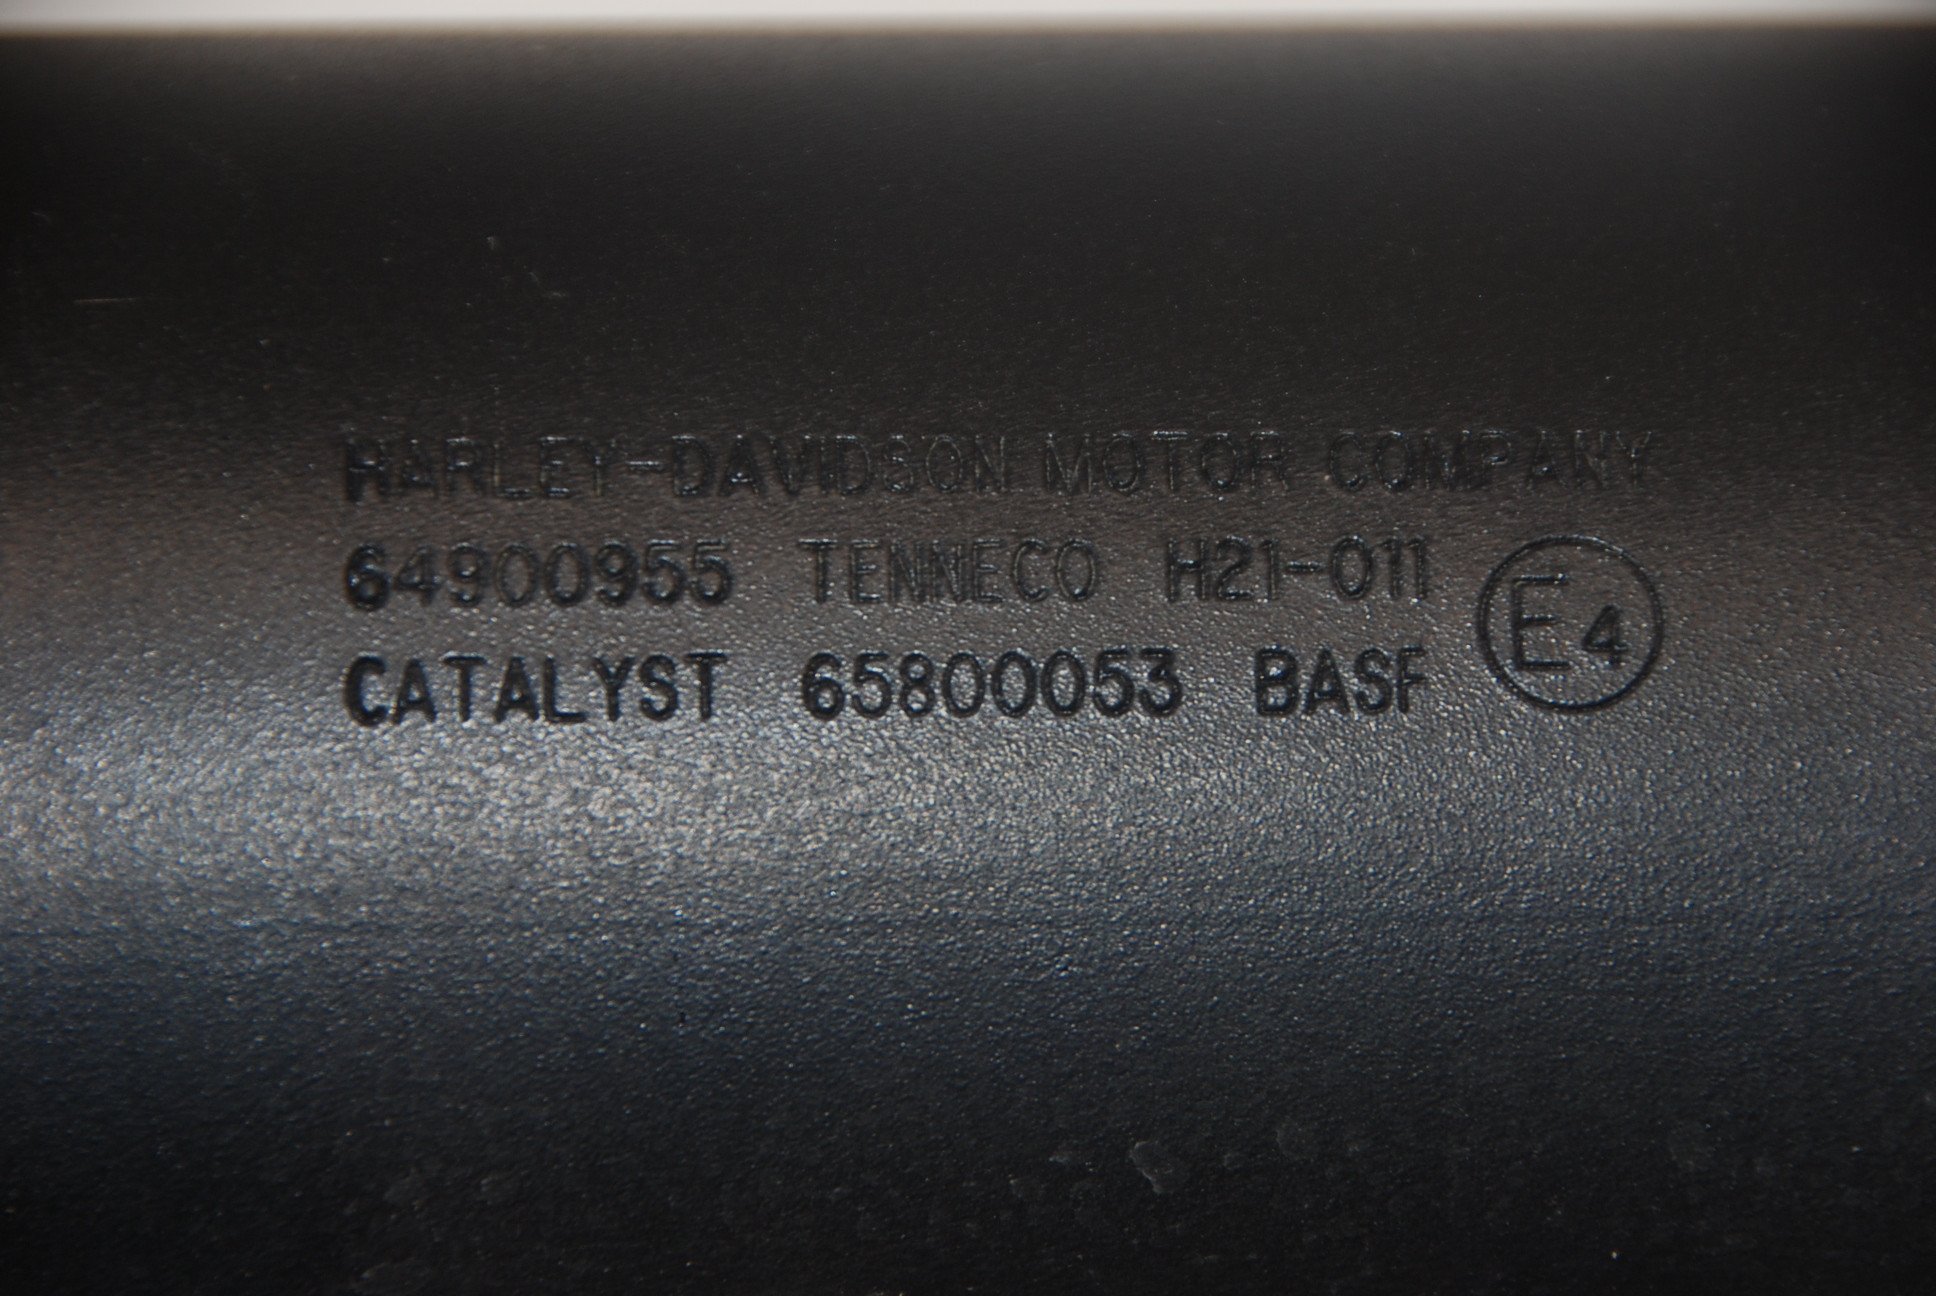 HARLEY-DAVIDSON MOTOR COMPANY
64900955 TENNECO H21-011
CATALYST 65800053 BASF
E4